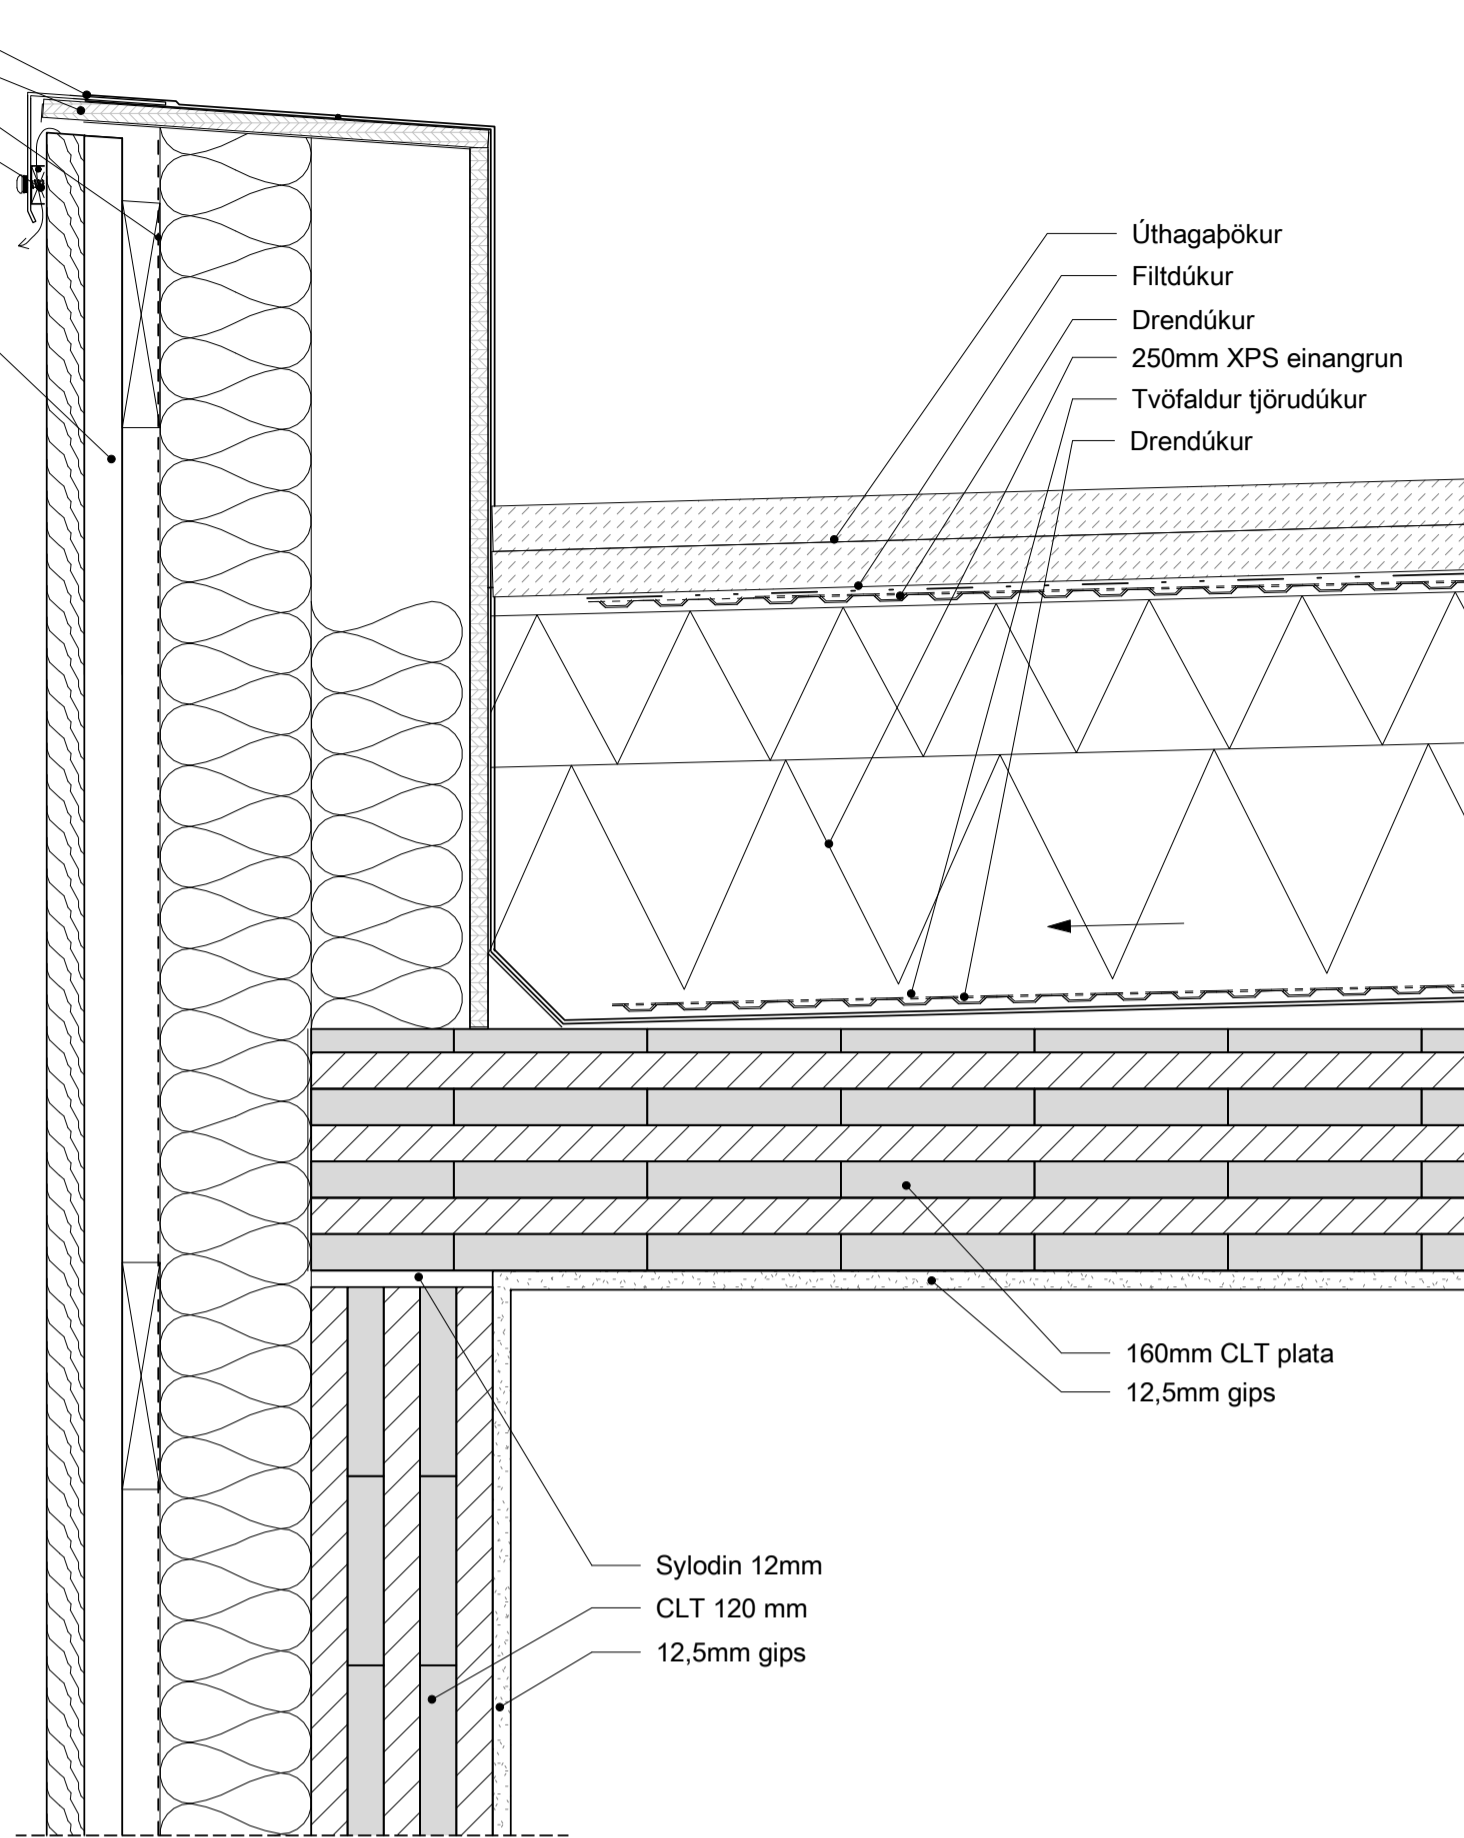 Úthagaþökur
Filtdúkur
Drendúkur
250mm XPS einangrun
Tvöfaldur tjörudúkur
Drendúkur
160mm CLT plata
12,5mm gips
Sylodin 12mm
CLT 120 mm
12,5mm gips